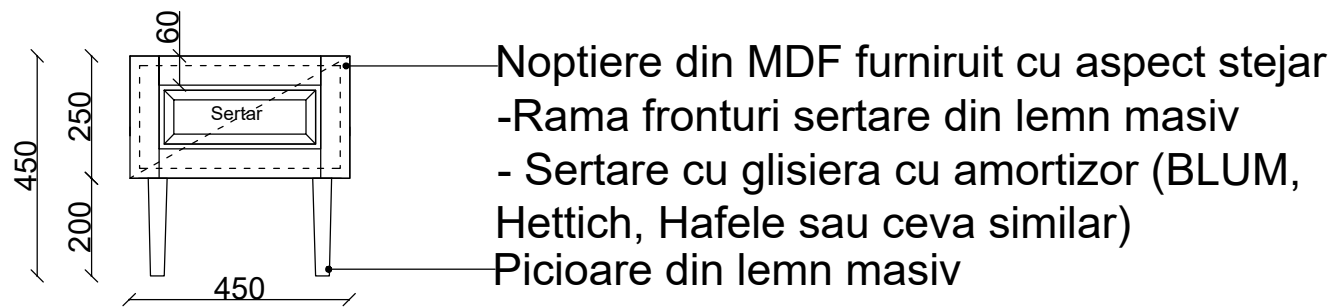 60
Noptiere din MDF furniruit cu aspect stejar
-Rama fronturi sertare din lemn masiv
- Sertare cu glisiera cu amortizor (BLUM,
Hettich, Hafele sau ceva similar)
Picioare din lemn masiv
Sertar
250
450
200
450